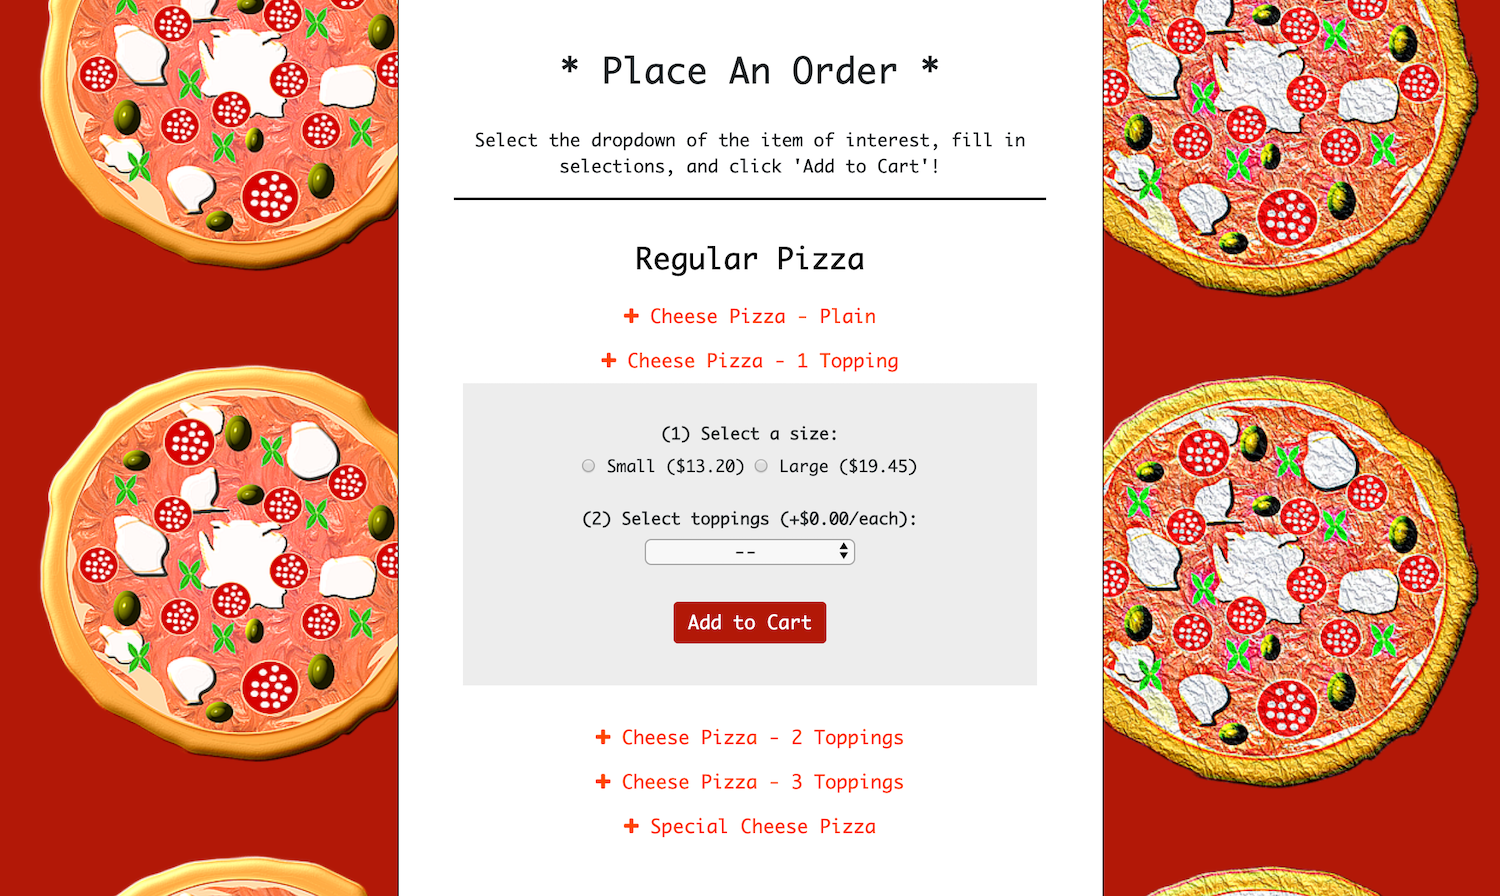 * Place An Order *
Select the dropdown of the item of interest, fill in
selections, and click 'Add to Cart'!
Regular Pizza
+ Cheese Pizza - Plain
+ Cheese Pizza - 1 Topping
(1) Select a size:
Small ($13.20) Large ($19.45)
(2) Select toppings (+$0.00/each):
--
Add to Cart
+ Cheese Pizza - 2 Toppings
+ Cheese Pizza - 3 Toppings
+ Special Cheese Pizza